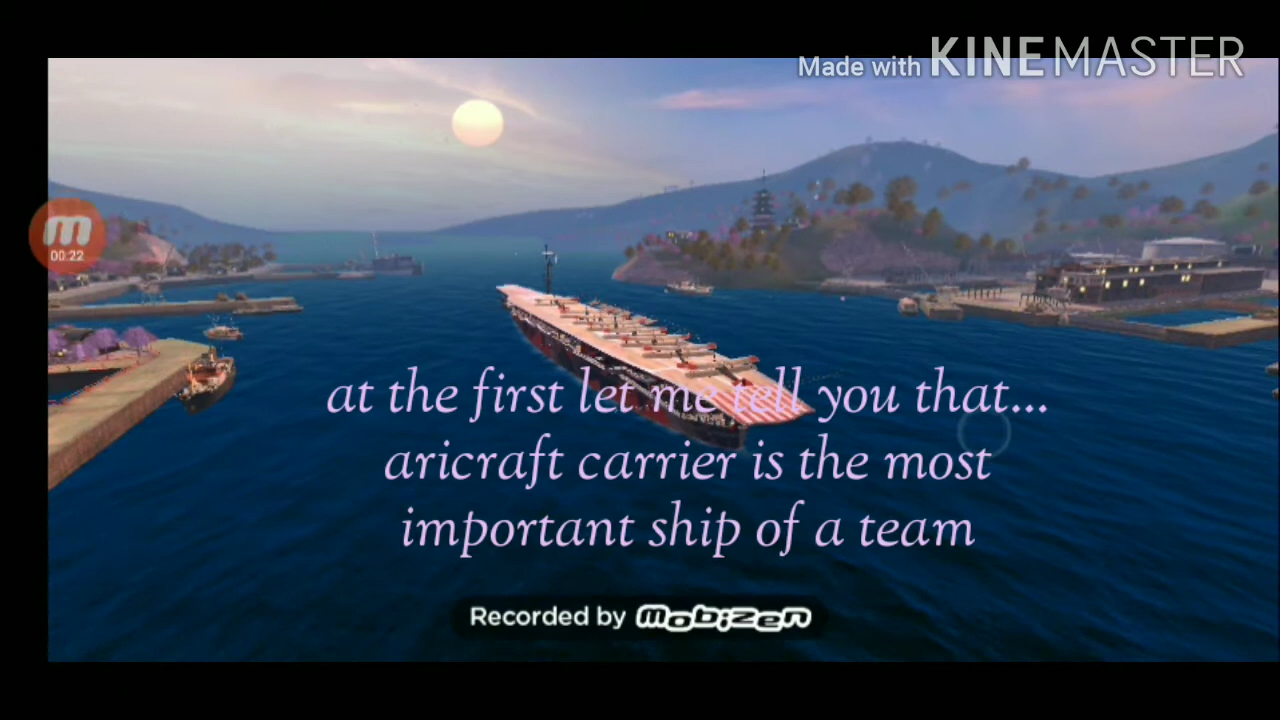 Made with KINEMASTER
m
00:22
at the first let me tell you that...
aricraft carrier is the most
important ship of a team
Recorded by mobizen